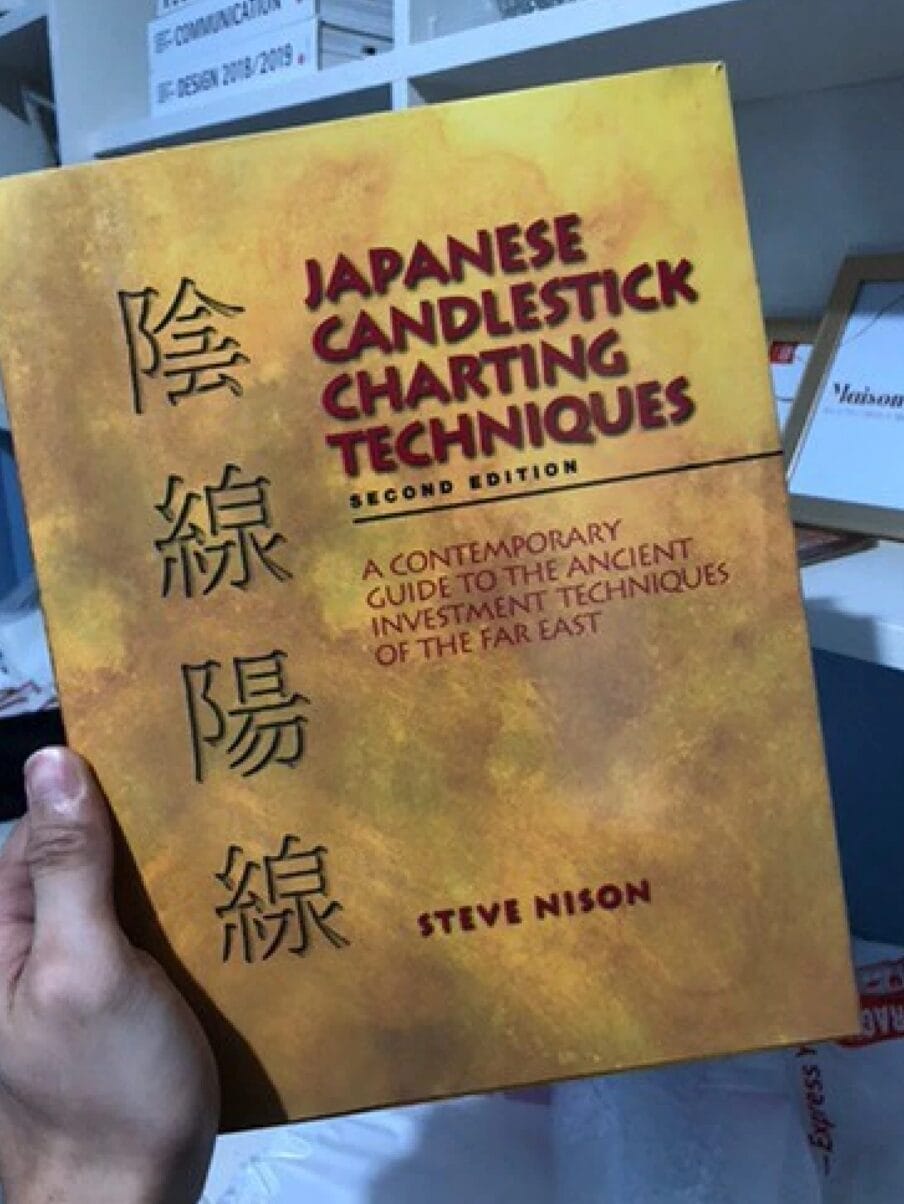 COMMUNICATION
DESIGN 2018/2019
JAPANESE
CANDLESTICK
CHARTING
TECHNIQUES
SECOND EDITION
A CONTEMPORARY
GUIDE TO THE ANCIENT
INVESTMENT TECHNIQUES
OF THE FAR EAST
陰線陽線
STEVE NISON
Maison
Express